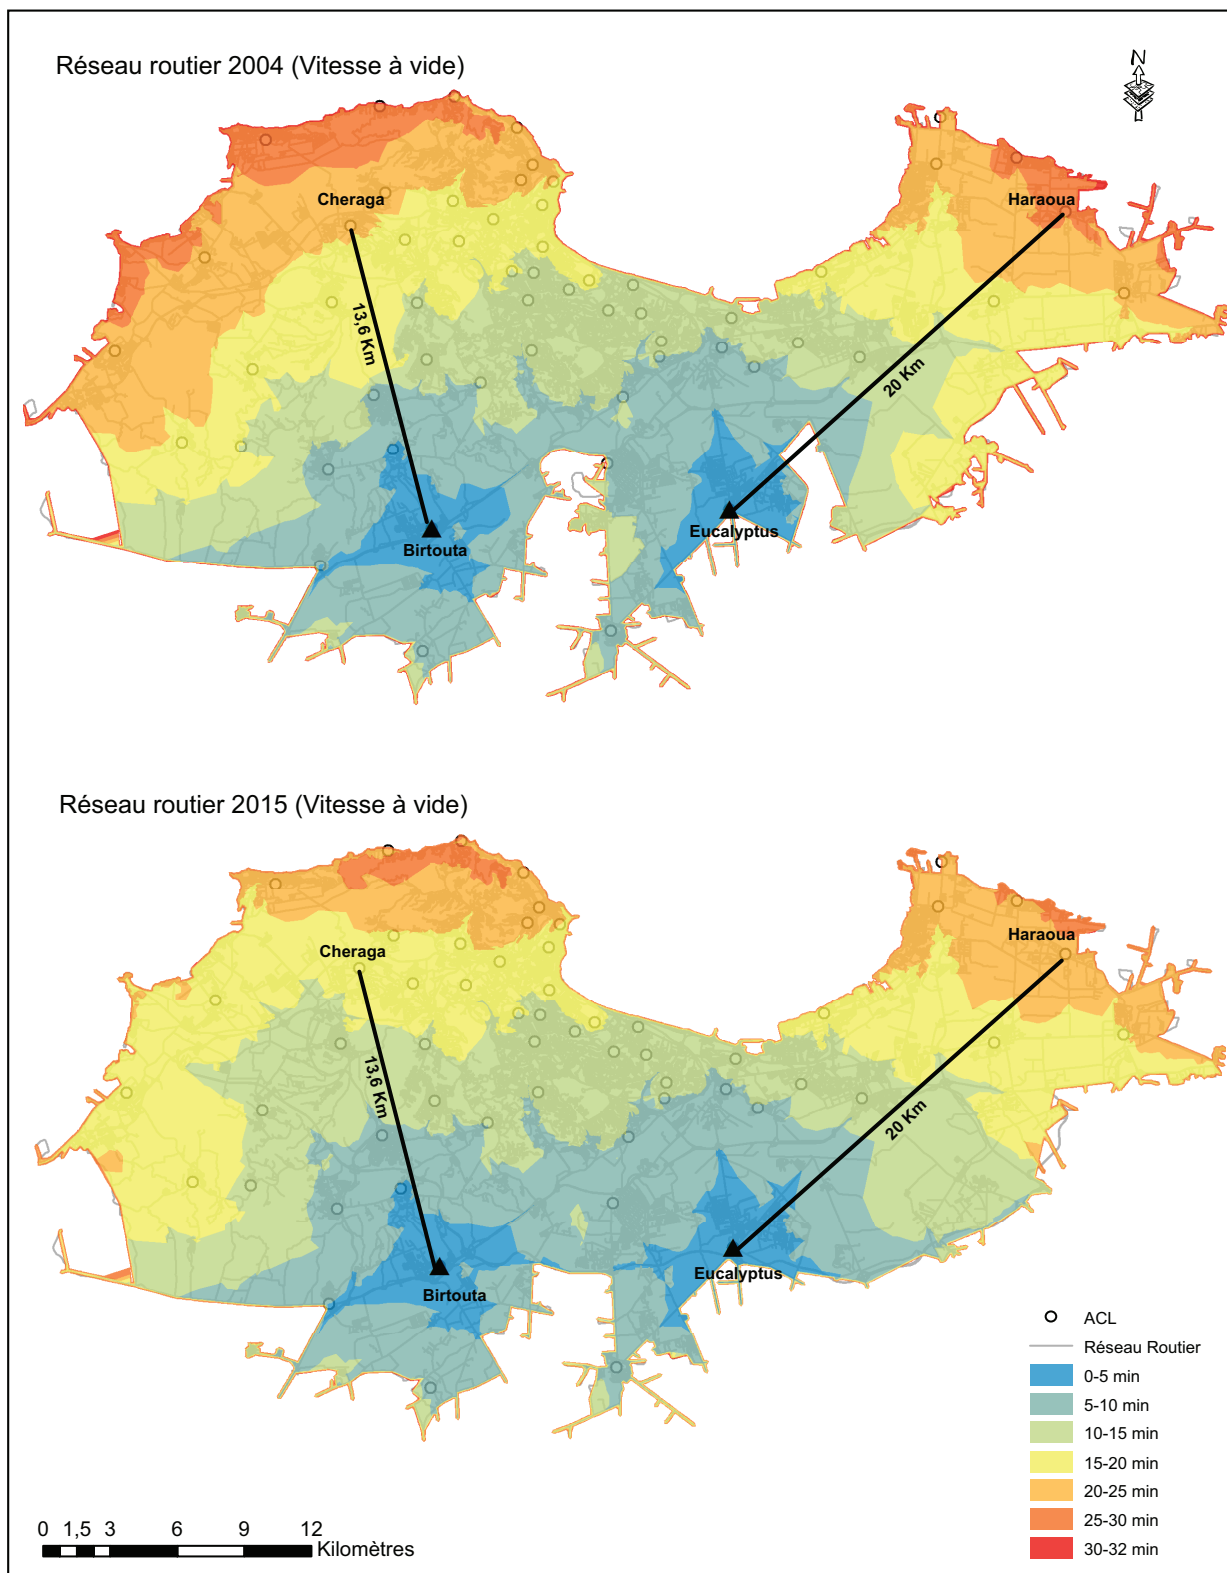 Réseau routier 2004 (Vitesse à vide)
N
Cheraga
Haraoua
13,6 Km
20 Km
Birtouta
Eucalyptus
Réseau routier 2015 (Vitesse à vide)
Cheraga
Haraoua
13,6 Km
20 Km
Birtouta
Eucalyptus
ACL
Réseau Routier
0-5 min
5-10 min
10-15 min
15-20 min
20-25 min
25-30 min
30-32 min
0 1,5 3 6 9 12
Kilomètres